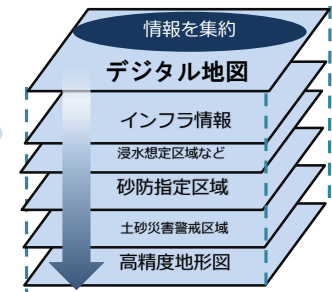 情報を集約
デジタル地図
インフラ情報
浸水想定区域など
砂防指定区域
土砂災害警戒区域
高精度地形図